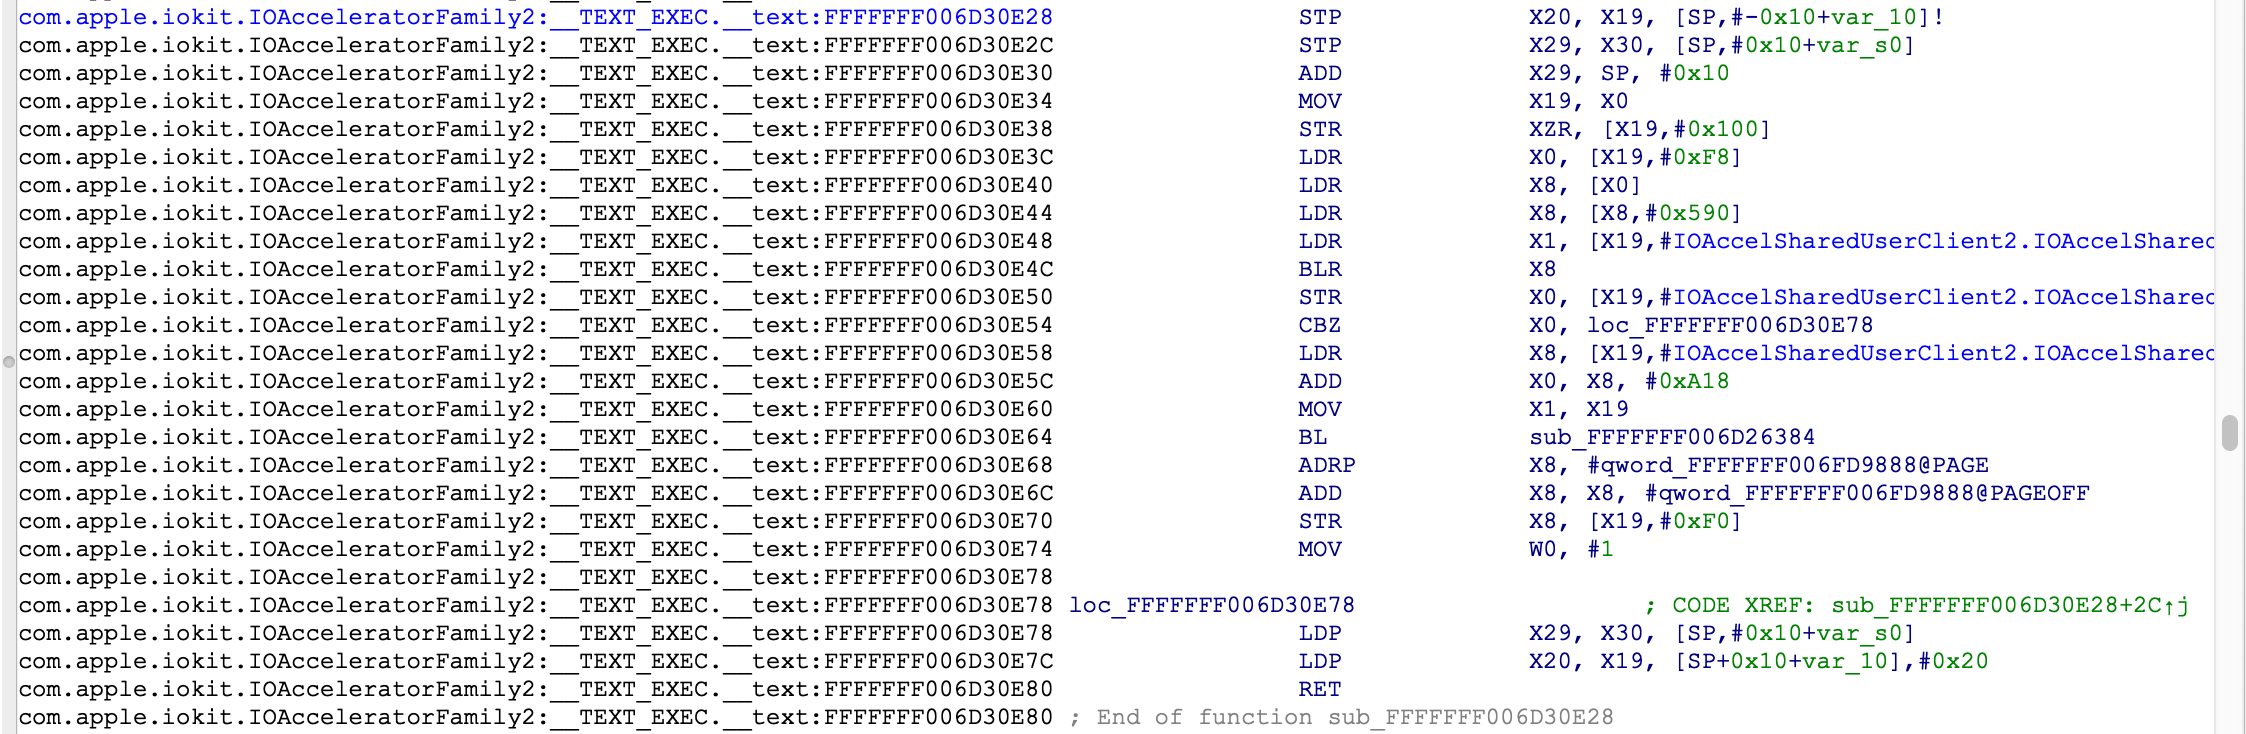 com.apple.iokit.IOAcceleratorFamily2:__TEXT_EXEC.__text:FFFFFFF006D30E28 STP X20, X19, [SP,#-0x10+var_10]!
com.apple.iokit.IOAcceleratorFamily2:__TEXT_EXEC.__text:FFFFFFF006D30E2C STP X29, X30, [SP,#0x10+var_s0]
com.apple.iokit.IOAcceleratorFamily2:__TEXT_EXEC.__text:FFFFFFF006D30E30 ADD X29, SP, #0x10
com.apple.iokit.IOAcceleratorFamily2:__TEXT_EXEC.__text:FFFFFFF006D30E34 MOV X19, X0
com.apple.iokit.IOAcceleratorFamily2:__TEXT_EXEC.__text:FFFFFFF006D30E38 STR XZR, [X19,#0x100]
com.apple.iokit.IOAcceleratorFamily2:__TEXT_EXEC.__text:FFFFFFF006D30E3C LDR X0, [X19,#0xF8]
com.apple.iokit.IOAcceleratorFamily2:__TEXT_EXEC.__text:FFFFFFF006D30E40 LDR X8, [X0]
com.apple.iokit.IOAcceleratorFamily2:__TEXT_EXEC.__text:FFFFFFF006D30E44 LDR X8, [X8,#0x590]
com.apple.iokit.IOAcceleratorFamily2:__TEXT_EXEC.__text:FFFFFFF006D30E48 LDR X1, [X19,#IOAccelSharedUserClient2.IOAccelShared
com.apple.iokit.IOAcceleratorFamily2:__TEXT_EXEC.__text:FFFFFFF006D30E4C BLR X8
com.apple.iokit.IOAcceleratorFamily2:__TEXT_EXEC.__text:FFFFFFF006D30E50 STR X0, [X19,#IOAccelSharedUserClient2.IOAccelShared
com.apple.iokit.IOAcceleratorFamily2:__TEXT_EXEC.__text:FFFFFFF006D30E54 CBZ X0, loc_FFFFFFF006D30E78
com.apple.iokit.IOAcceleratorFamily2:__TEXT_EXEC.__text:FFFFFFF006D30E58 LDR X8, [X19,#IOAccelSharedUserClient2.IOAccelShared
com.apple.iokit.IOAcceleratorFamily2:__TEXT_EXEC.__text:FFFFFFF006D30E5C ADD X0, X8, #0xA18
com.apple.iokit.IOAcceleratorFamily2:__TEXT_EXEC.__text:FFFFFFF006D30E60 MOV X1, X19
com.apple.iokit.IOAcceleratorFamily2:__TEXT_EXEC.__text:FFFFFFF006D30E64 BL sub_FFFFFFF006D26384
com.apple.iokit.IOAcceleratorFamily2:__TEXT_EXEC.__text:FFFFFFF006D30E68 ADRP X8, #qword_FFFFFFF006FD9888@PAGE
com.apple.iokit.IOAcceleratorFamily2:__TEXT_EXEC.__text:FFFFFFF006D30E6C ADD X8, X8, #qword_FFFFFFF006FD9888@PAGEOFF
com.apple.iokit.IOAcceleratorFamily2:__TEXT_EXEC.__text:FFFFFFF006D30E70 STR X8, [X19,#0xF0]
com.apple.iokit.IOAcceleratorFamily2:__TEXT_EXEC.__text:FFFFFFF006D30E74 MOV W0, #1
com.apple.iokit.IOAcceleratorFamily2:__TEXT_EXEC.__text:FFFFFFF006D30E78
com.apple.iokit.IOAcceleratorFamily2:__TEXT_EXEC.__text:FFFFFFF006D30E78 loc_FFFFFFF006D30E78 ; CODE XREF: sub_FFFFFFF006D30E28+2C↑j
com.apple.iokit.IOAcceleratorFamily2:__TEXT_EXEC.__text:FFFFFFF006D30E78 LDP X29, X30, [SP,#0x10+var_s0]
com.apple.iokit.IOAcceleratorFamily2:__TEXT_EXEC.__text:FFFFFFF006D30E7C LDP X20, X19, [SP+0x10+var_10],#0x20
com.apple.iokit.IOAcceleratorFamily2:__TEXT_EXEC.__text:FFFFFFF006D30E80 RET
com.apple.iokit.IOAcceleratorFamily2:__TEXT_EXEC.__text:FFFFFFF006D30E80 ; End of function sub_FFFFFFF006D30E28